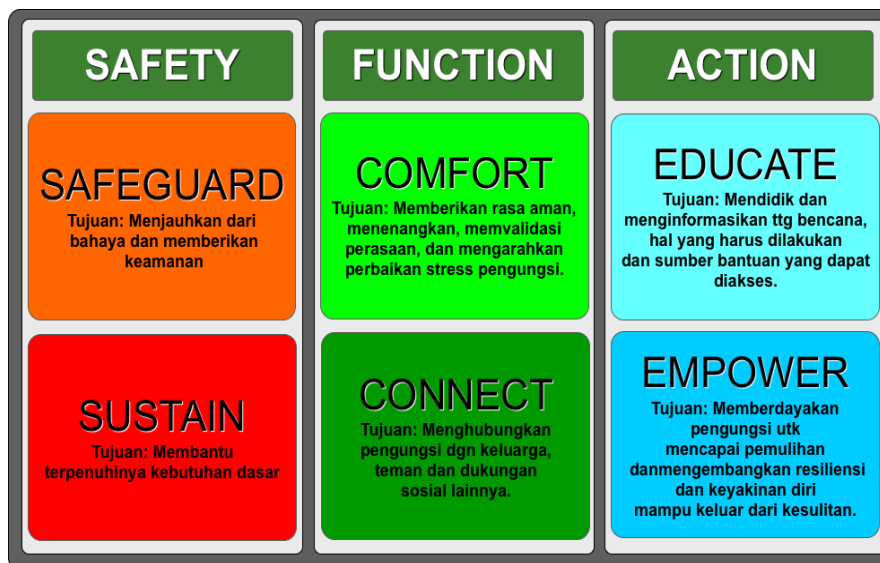 SAFETY
SAFEGUARD
Tujuan: Menjauhkan dari
bahaya dan memberikan
keamanan
SUSTAIN
Tujuan: Membantu
terpenuhinya kebutuhan dasar
FUNCTION
COMFORT
Tujuan: Memberikan rasa aman,
menenangkan, memvalidasi
perasaan, dan mengarahkan
perbaikan stress pengungsi.
CONNECT
Tujuan: Menghubungkan
pengungsi dgn keluarga,
teman dan dukungan
sosial lainnya.
ACTION
EDUCATE
Tujuan: Mendidik dan
menginformasikan ttg bencana,
hal yang harus dilakukan
dan sumber bantuan yang dapat
diakses.
EMPOWER
Tujuan: Memberdayakan
pengungsi utk
mencapai pemulihan
danmengembangkan resiliensi
dan keyakinan diri
mampu keluar dari kesulitan.